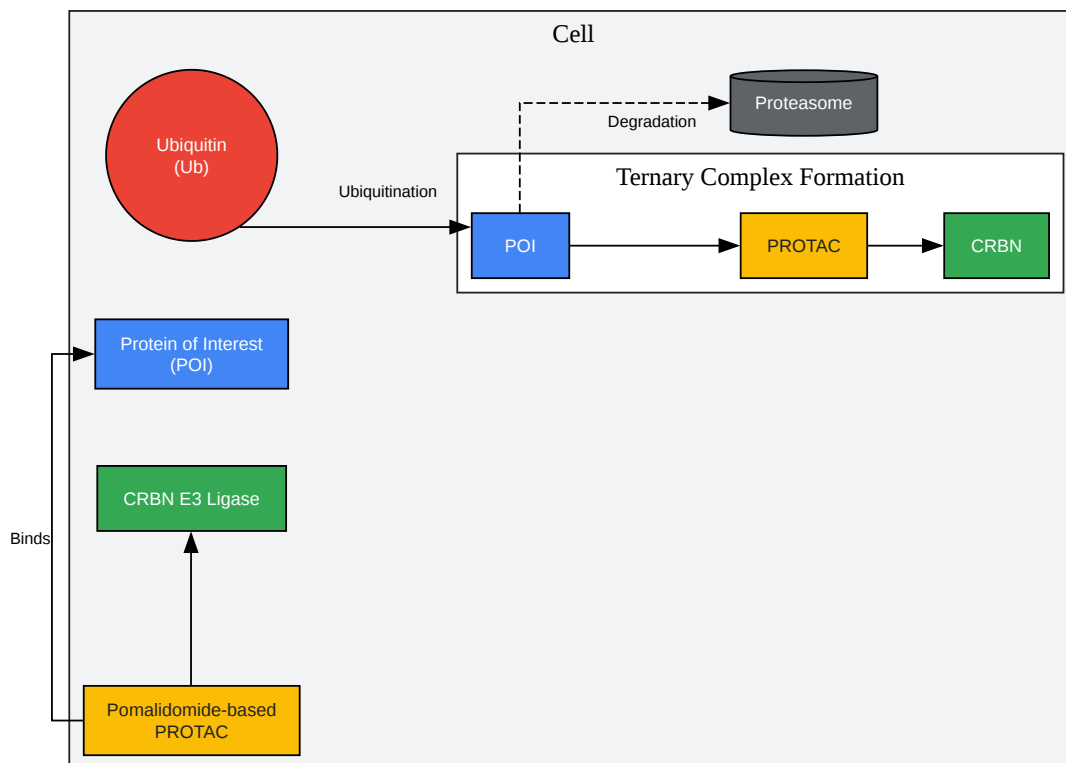 Cell
Ubiquitin
(Ub)
Proteasome
Degradation
Ubiquitination
Ternary Complex Formation
POI
PROTAC
CRBN
Protein of Interest
(POI)
CRBN E3 Ligase
Binds
Pomalidomide-based
PROTAC